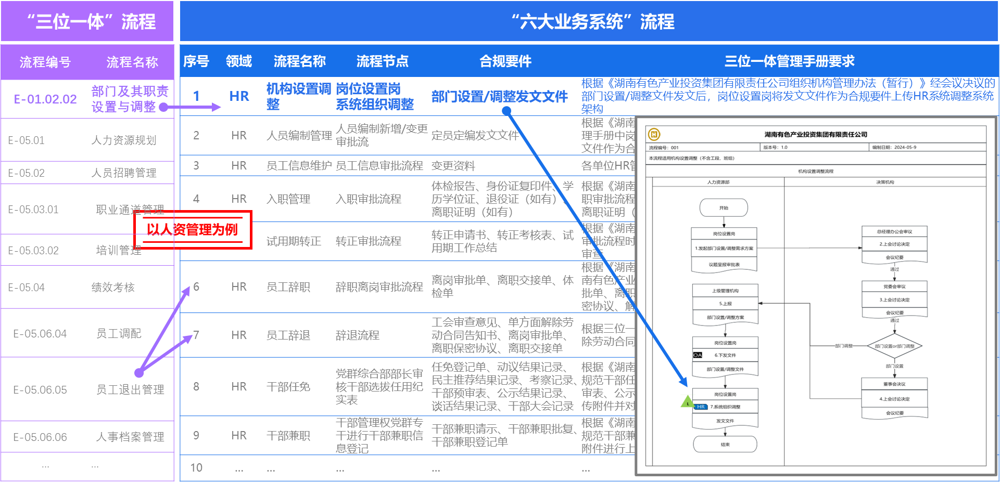 “三位一体”流程
“六大业务系统”流程
流程编号 流程名称
E-01.02.02 部门及其职责
设置与调整
E-05.01 人力资源规划
E-05.02 人员招聘管理
E-05.03.01 职业通道管理
以人资管理为例
E-05.03.02 培训管理
E-05.04 绩效考核
E-05.06.04 员工调配
E-05.06.05 员工退出管理
E-05.06.06 人事档案管理
... ...
序号 领域 流程名称 流程节点 合规要件 三位一体管理手册要求
1 HR
机构设置调
整
岗位设置岗
系统组织调整
部门设置/调整发文文件
根据《湖南有色产业投资集团有限责任公司组织机构管理办法（暂行）》经会议决议的
部门设置/调整文件发文后，岗位设置岗将发文文件作为合规要件上传HR系统调整系统
架构
2 HR 人员编制管理
人员编制新增/变更
审批流
定员定编发文文件
根据《湖南
理手册中岗
文件作为合
3 HR 员工信息维护 员工信息审批流程 变更资料 各单位HR管
4 HR 入职管理 入职审批流程
体检报告、身份证复印件、学
历学位证、退役证（如有）、
离职证明（如有）
根据《湖南
职审批流程
离职证明（
试用期转正 转正审批流程
转正申请书、转正考核表、试
用期工作总结
根据《湖南
审批流程时
审查
6 HR 员工辞职 辞职离岗审批流程
离岗审批单、离职交接单、体
检单
根据《湖南
南有色产业
批单、离职
密协议、解
7 HR 员工辞退 辞退流程
工会审查意见、单方面解除劳
动合同告知书、离岗审批单、
离职保密协议、离职交接单
根据三位一
除劳动合同
8 HR 干部任免
党群综合部部长审
核干部选拔任用纪
实表
任免登记单、动议结果记录、
民主推荐结果记录、考察记录、
干部预审表、公示结果记录、
谈话结果记录、干部大会记录
根据《湖南
规范干部任
审表、公示
传附件并对
9 HR 干部兼职
干部管理权党群专
干进行干部兼职信
息登记
干部兼职请示、干部兼职批复、
干部兼职登记单
根据《湖南
规范干部兼
附件进行上
10 ... ... ... ... ...
湖南有色产业投资集团有限责任公司
流程编号：001 版本号：1.0 编制日期：2024-05-9
本流程适用机构设置调整（不含工段、班组）
机构设置调整流程
人力资源部 决策机构
开始
岗位设置岗
1.发起部门设置/调整需求方案
议题呈报审批表
总经理办公会审议
2.上会讨论决定
会议纪要
通过
党委会审议
3.上会讨论决定
会议纪要
通过
上级管理机构
5.上报
部门设置/调整方案
部门调整
部门设置or部门调整
部门设置
岗位设置岗
OA 6.下发文件
部门设置/调整文件
董事会决议
4.上会讨论决定
会议纪要
岗位设置岗
L HR 7.系统组织调整
发文文件
结束